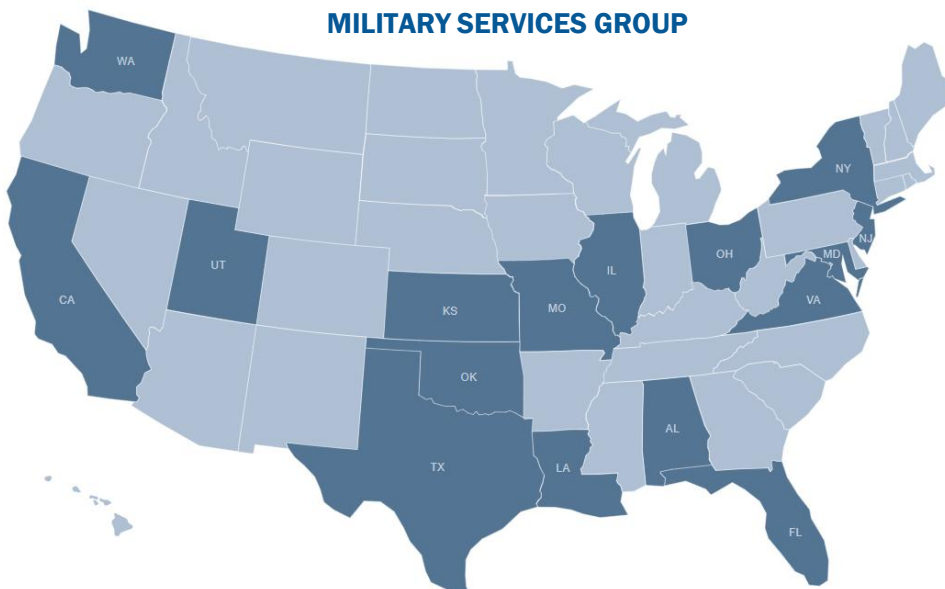 MILITARY SERVICES GROUP
WA
NY
NJ
OH
MD
IL
UT
VA
CA
KS
MO
OK
AL
TX
LA
FL